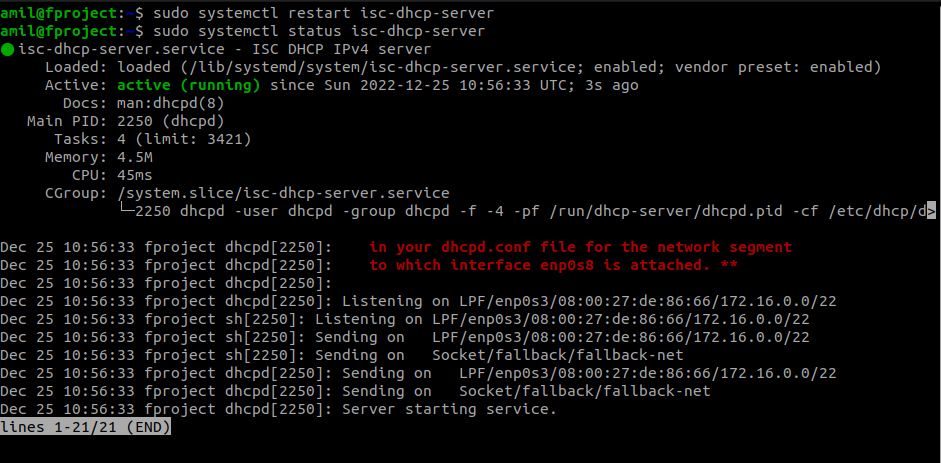 amil@fproject:~$ sudo systemctl restart isc-dhcp-server
amil@fproject:~$ sudo systemctl status isc-dhcp-server
● isc-dhcp-server.service - ISC DHCP IPv4 server
     Loaded: loaded (/lib/systemd/system/isc-dhcp-server.service; enabled; vendor preset: enabled)
     Active: active (running) since Sun 2022-12-25 10:56:33 UTC; 3s ago
       Docs: man:dhcpd(8)
   Main PID: 2250 (dhcpd)
      Tasks: 4 (limit: 3421)
     Memory: 4.5M
        CPU: 45ms
     CGroup: /system.slice/isc-dhcp-server.service
             └─2250 dhcpd -user dhcpd -group dhcpd -f -4 -pf /run/dhcp-server/dhcpd.pid -cf /etc/dhcp/d>
Dec 25 10:56:33 fproject dhcpd[2250]:    in your dhcpd.conf file for the network segment
Dec 25 10:56:33 fproject dhcpd[2250]:    to which interface enp0s8 is attached. **
Dec 25 10:56:33 fproject dhcpd[2250]:
Dec 25 10:56:33 fproject dhcpd[2250]: Listening on LPF/enp0s3/08:00:27:de:86:66/172.16.0.0/22
Dec 25 10:56:33 fproject sh[2250]: Listening on LPF/enp0s3/08:00:27:de:86:66/172.16.0.0/22
Dec 25 10:56:33 fproject sh[2250]: Sending on   LPF/enp0s3/08:00:27:de:86:66/172.16.0.0/22
Dec 25 10:56:33 fproject sh[2250]: Sending on   Socket/fallback/fallback-net
Dec 25 10:56:33 fproject dhcpd[2250]: Sending on   LPF/enp0s3/08:00:27:de:86:66/172.16.0.0/22
Dec 25 10:56:33 fproject dhcpd[2250]: Sending on   Socket/fallback/fallback-net
Dec 25 10:56:33 fproject dhcpd[2250]: Server starting service.
lines 1-21/21 (END)